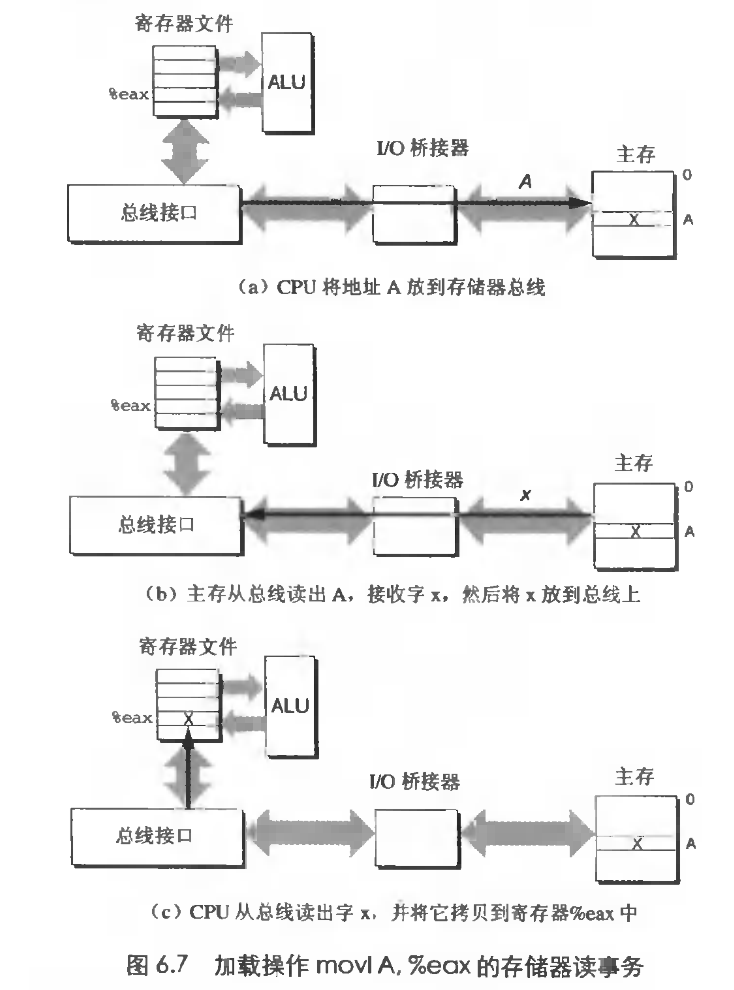 寄存器文件
ALU
%eax
I/O 桥接器
主存
0
A
总线接口
X
A
(a) CPU 将地址 A 放到存储器总线
寄存器文件
ALU
%eax
I/O 桥接器
主存
0
x
总线接口
X
A
(b) 主存从总线读出 A，接收字 x，然后将 x 放到总线上
寄存器文件
ALU
%eax
X
I/O 桥接器
主存
0
总线接口
X
A
(c) CPU 从总线读出字 x，并将它拷贝到寄存器%eax 中
图 6.7 加载操作 movl A, %eax 的存储器读事务